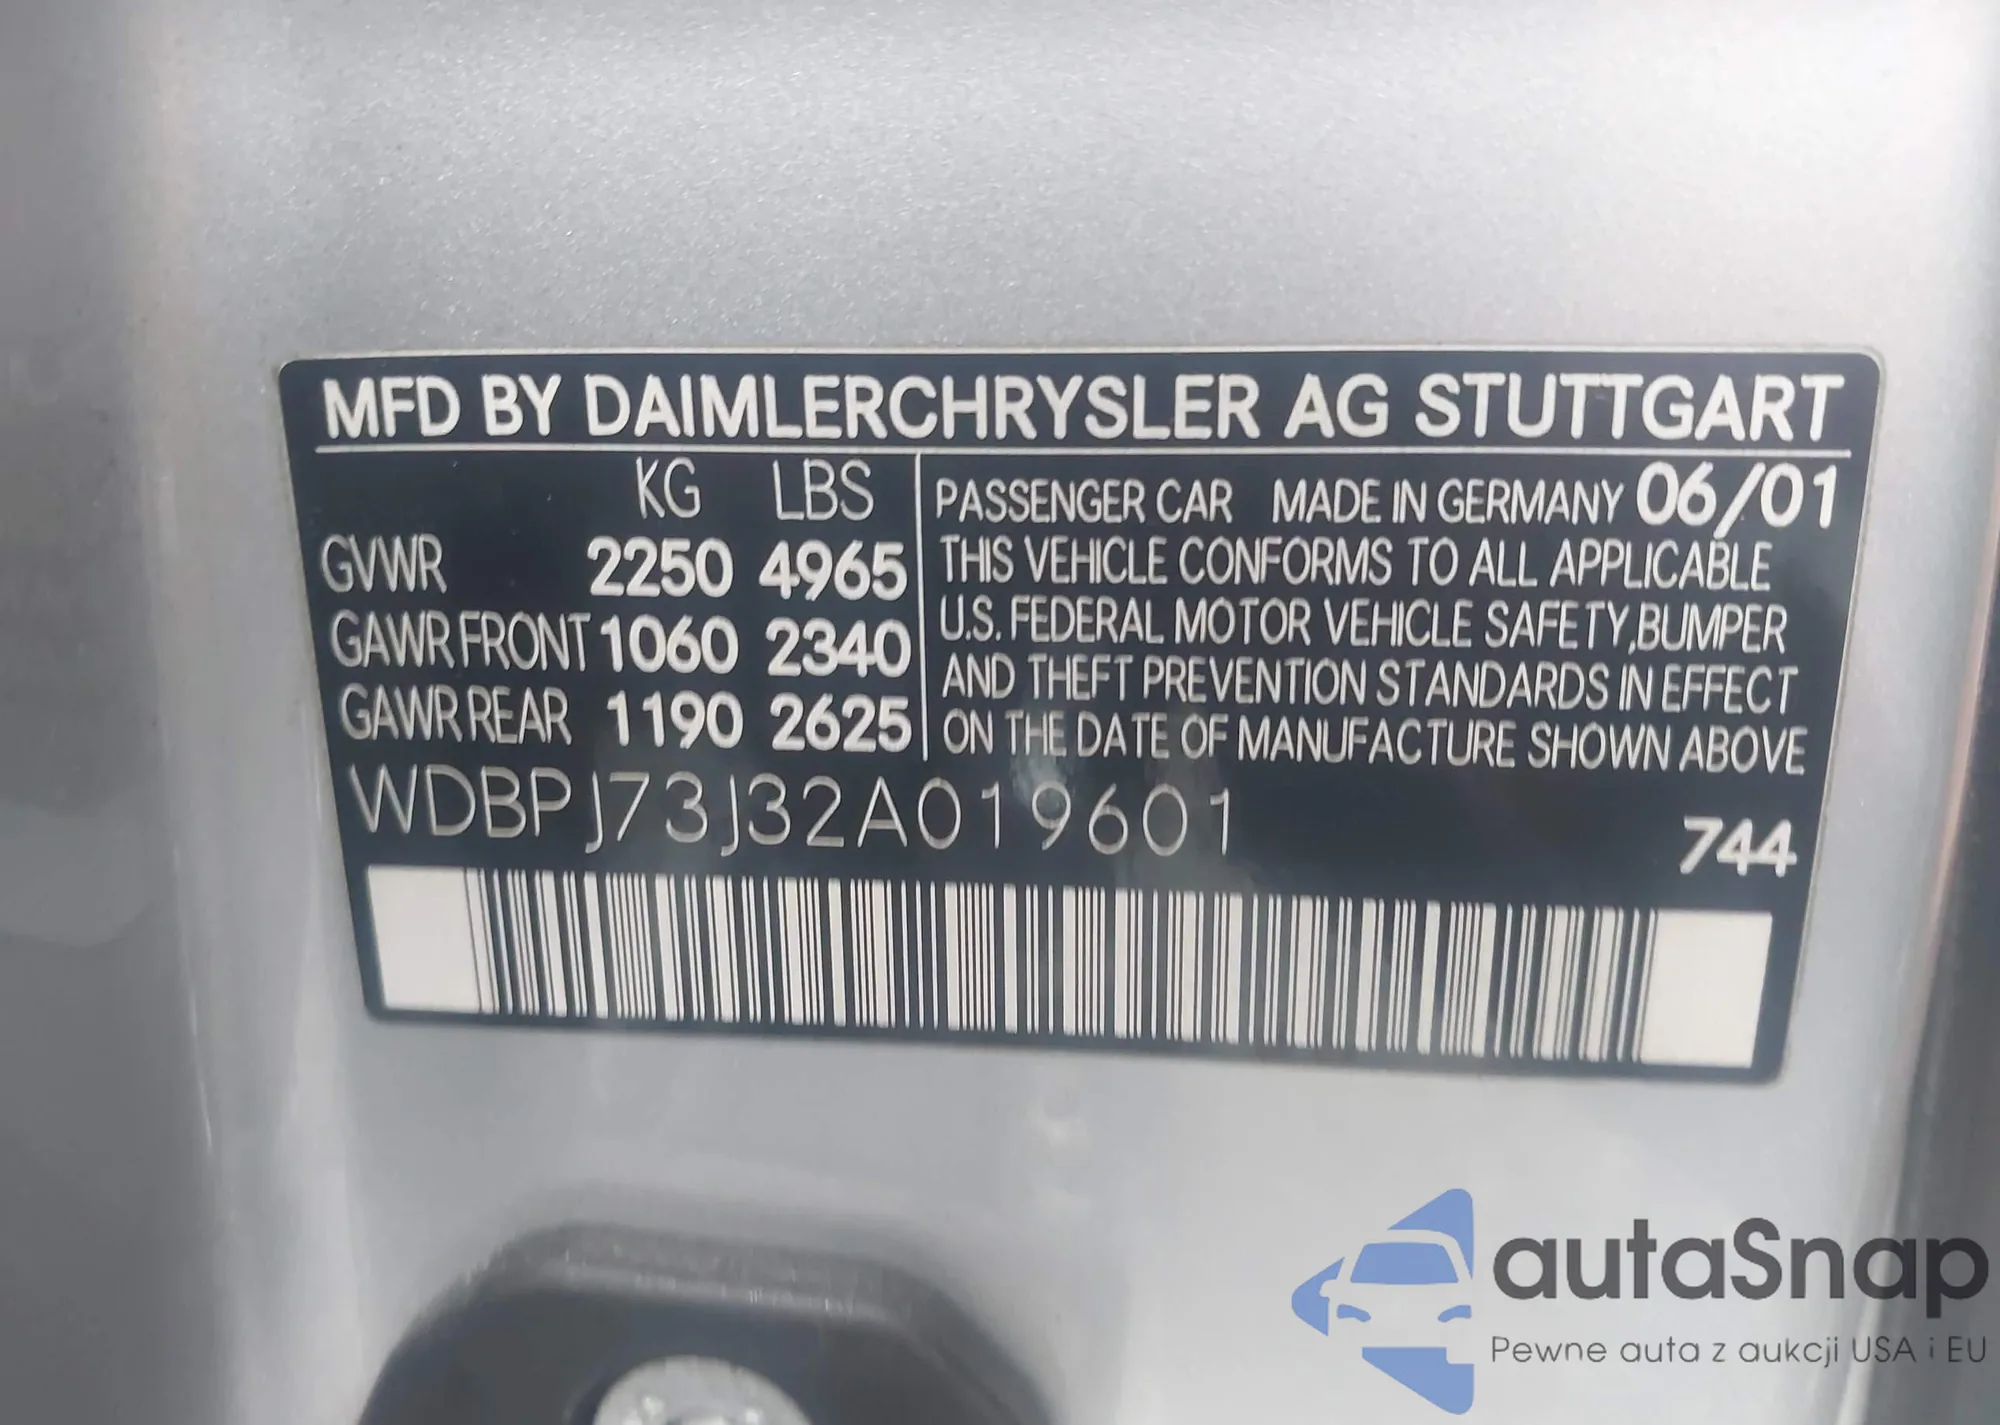 MFD BY DAIMLERCHRYSLER AG STUTTGART
KG LBS
GVWR 2250 4965
GAWR FRONT 1060 2340
GAWR REAR 1190 2625
PASSENGER CAR MADE IN GERMANY 06/01
THIS VEHICLE CONFORMS TO ALL APPLICABLE
U.S. FEDERAL MOTOR VEHICLE SAFETY,BUMPER
AND THEFT PREVENTION STANDARDS IN EFFECT
ON THE DATE OF MANUFACTURE SHOWN ABOVE
WDBPJ73J32A019601
744
autaSnap
Pewne auta z aukcji USA i EU